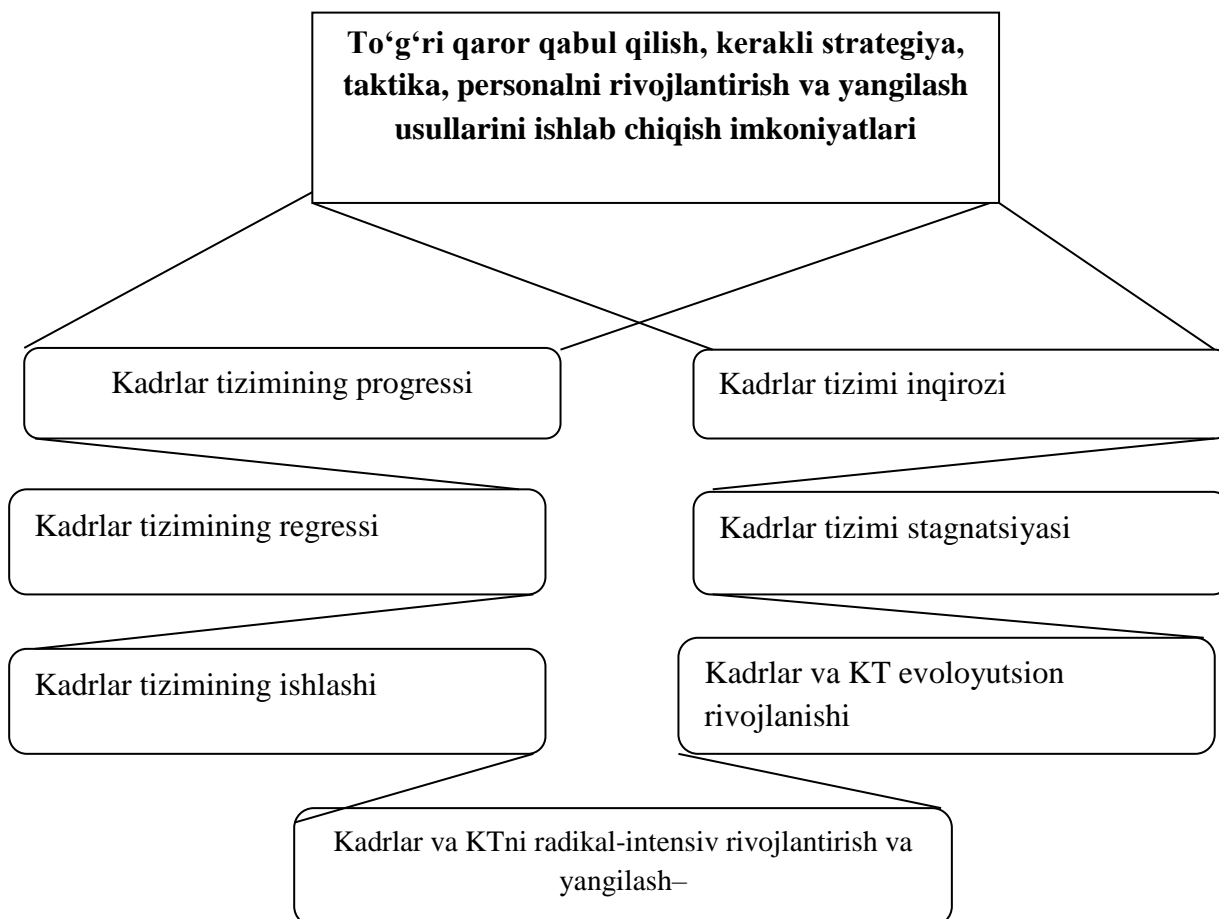 To‘g‘ri qaror qabul qilish, kerakli strategiya,
taktika, personalni rivojlantirish va yangilash
usullarini ishlab chiqish imkoniyatlari
Kadrlar tizimining progressi
Kadrlar tizimi inqirozi
Kadrlar tizimining regressi
Kadrlar tizimi stagnatsiyasi
Kadrlar tizimining ishlashi
Kadrlar va KT evoloyutsion
rivojlanishi
Kadrlar va KTni radikal-intensiv rivojlantirish va
yangilash–